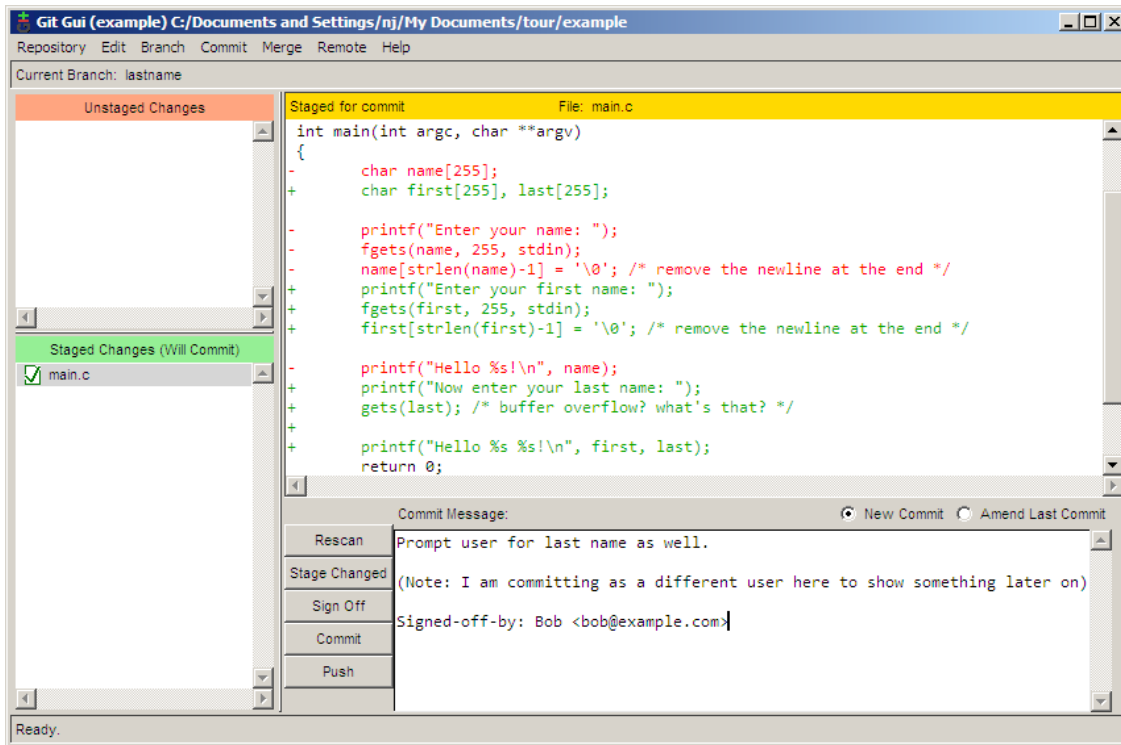 Git Gui (example) C:/Documents and Settings/nj/My Documents/tour/example
Repository Edit Branch Commit Merge Remote Help
Current Branch: lastname
Unstaged Changes
Staged Changes (Will Commit)
main.c
Staged for commit File: main.c
int main(int argc, char **argv)
{
- char name[255];
+ char first[255], last[255];
- printf("Enter your name: ");
- fgets(name, 255, stdin);
- name[strlen(name)-1] = '\0'; /* remove the newline at the end */
+ printf("Enter your first name: ");
+ fgets(first, 255, stdin);
+ first[strlen(first)-1] = '\0'; /* remove the newline at the end */
- printf("Hello %s!\n", name);
+ printf("Now enter your last name: ");
+ gets(last); /* buffer overflow? what's that? */
+
+ printf("Hello %s %s!\n", first, last);
return 0;
Commit Message: New Commit Amend Last Commit
Rescan
Stage Changed
Sign Off
Commit
Push
Prompt user for last name as well.
(Note: I am committing as a different user here to show something later on)
Signed-off-by: Bob <bob@example.com>
Ready.